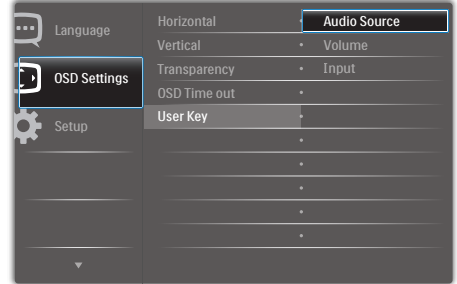 Language
OSD Settings
Setup
Horizontal
Vertical
Transparency
OSD Time out
User Key
Audio Source
Volume
Input